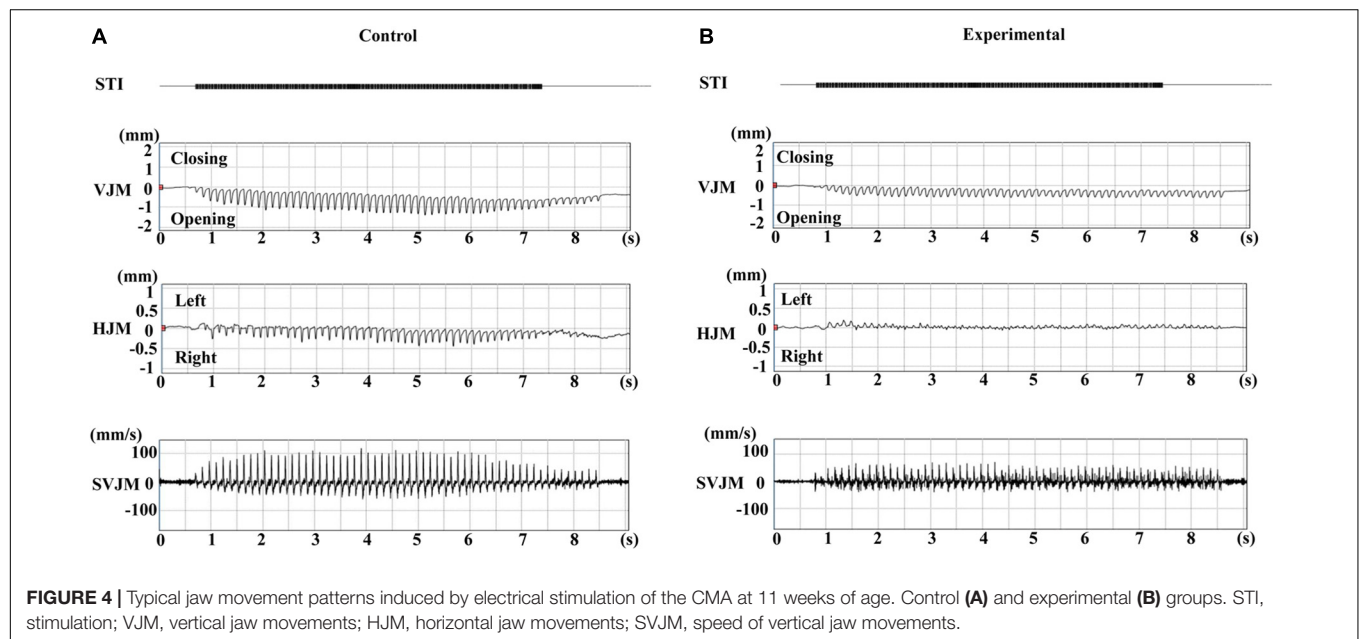 A
Control
STI
(mm)
2
1
VJM 0
-1
-2
Closing
Opening
0 1 2 3 4 5 6 7 8 (s)
(mm)
1
0.5
HJM 0
-0.5
-1
Left
Right
0 1 2 3 4 5 6 7 8 (s)
(mm/s)
100
SVJM 0
-100
0 1 2 3 4 5 6 7 8 (s)
B
Experimental
STI
(mm)
2
1
VJM 0
-1
-2
Closing
Opening
0 1 2 3 4 5 6 7 8 (s)
(mm)
1
0.5
HJM 0
-0.5
-1
Left
Right
0 1 2 3 4 5 6 7 8 (s)
(mm/s)
100
SVJM 0
-100
0 1 2 3 4 5 6 7 8 (s)
FIGURE 4 | Typical jaw movement patterns induced by electrical stimulation of the CMA at 11 weeks of age. Control (A) and experimental (B) groups. STI,
stimulation; VJM, vertical jaw movements; HJM, horizontal jaw movements; SVJM, speed of vertical jaw movements.